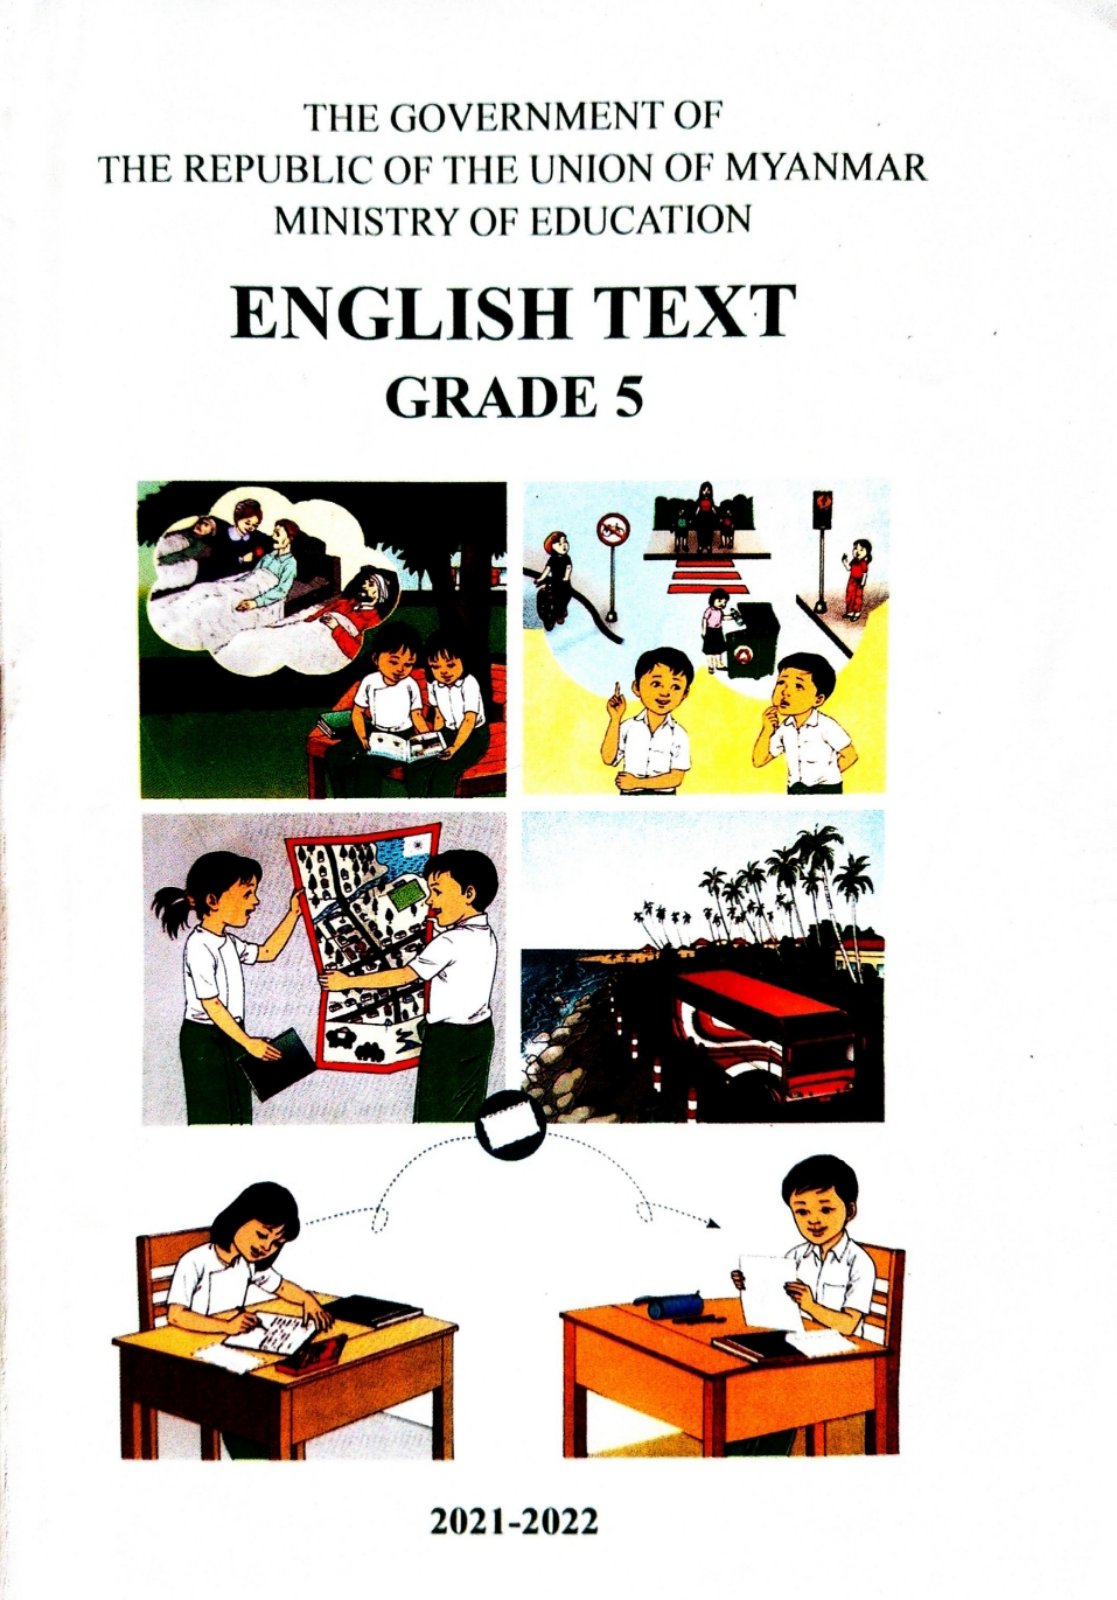 THE GOVERNMENT OF
THE REPUBLIC OF THE UNION OF MYANMAR
MINISTRY OF EDUCATION
ENGLISH TEXT
GRADE 5
2021-2022